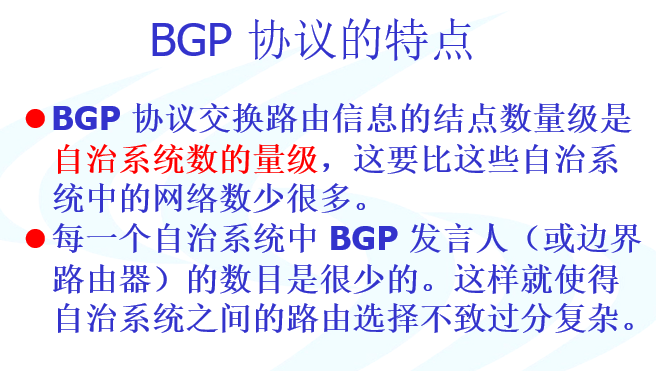 BGP 协议的特点
●BGP 协议交换路由信息的结点数量级是
自治系统数的量级，这要比这些自治系
统中的网络数少很多。
●每一个自治系统中 BGP 发言人（或边界
路由器）的数目是很少的。这样就使得
自治系统之间的路由选择不致过分复杂。